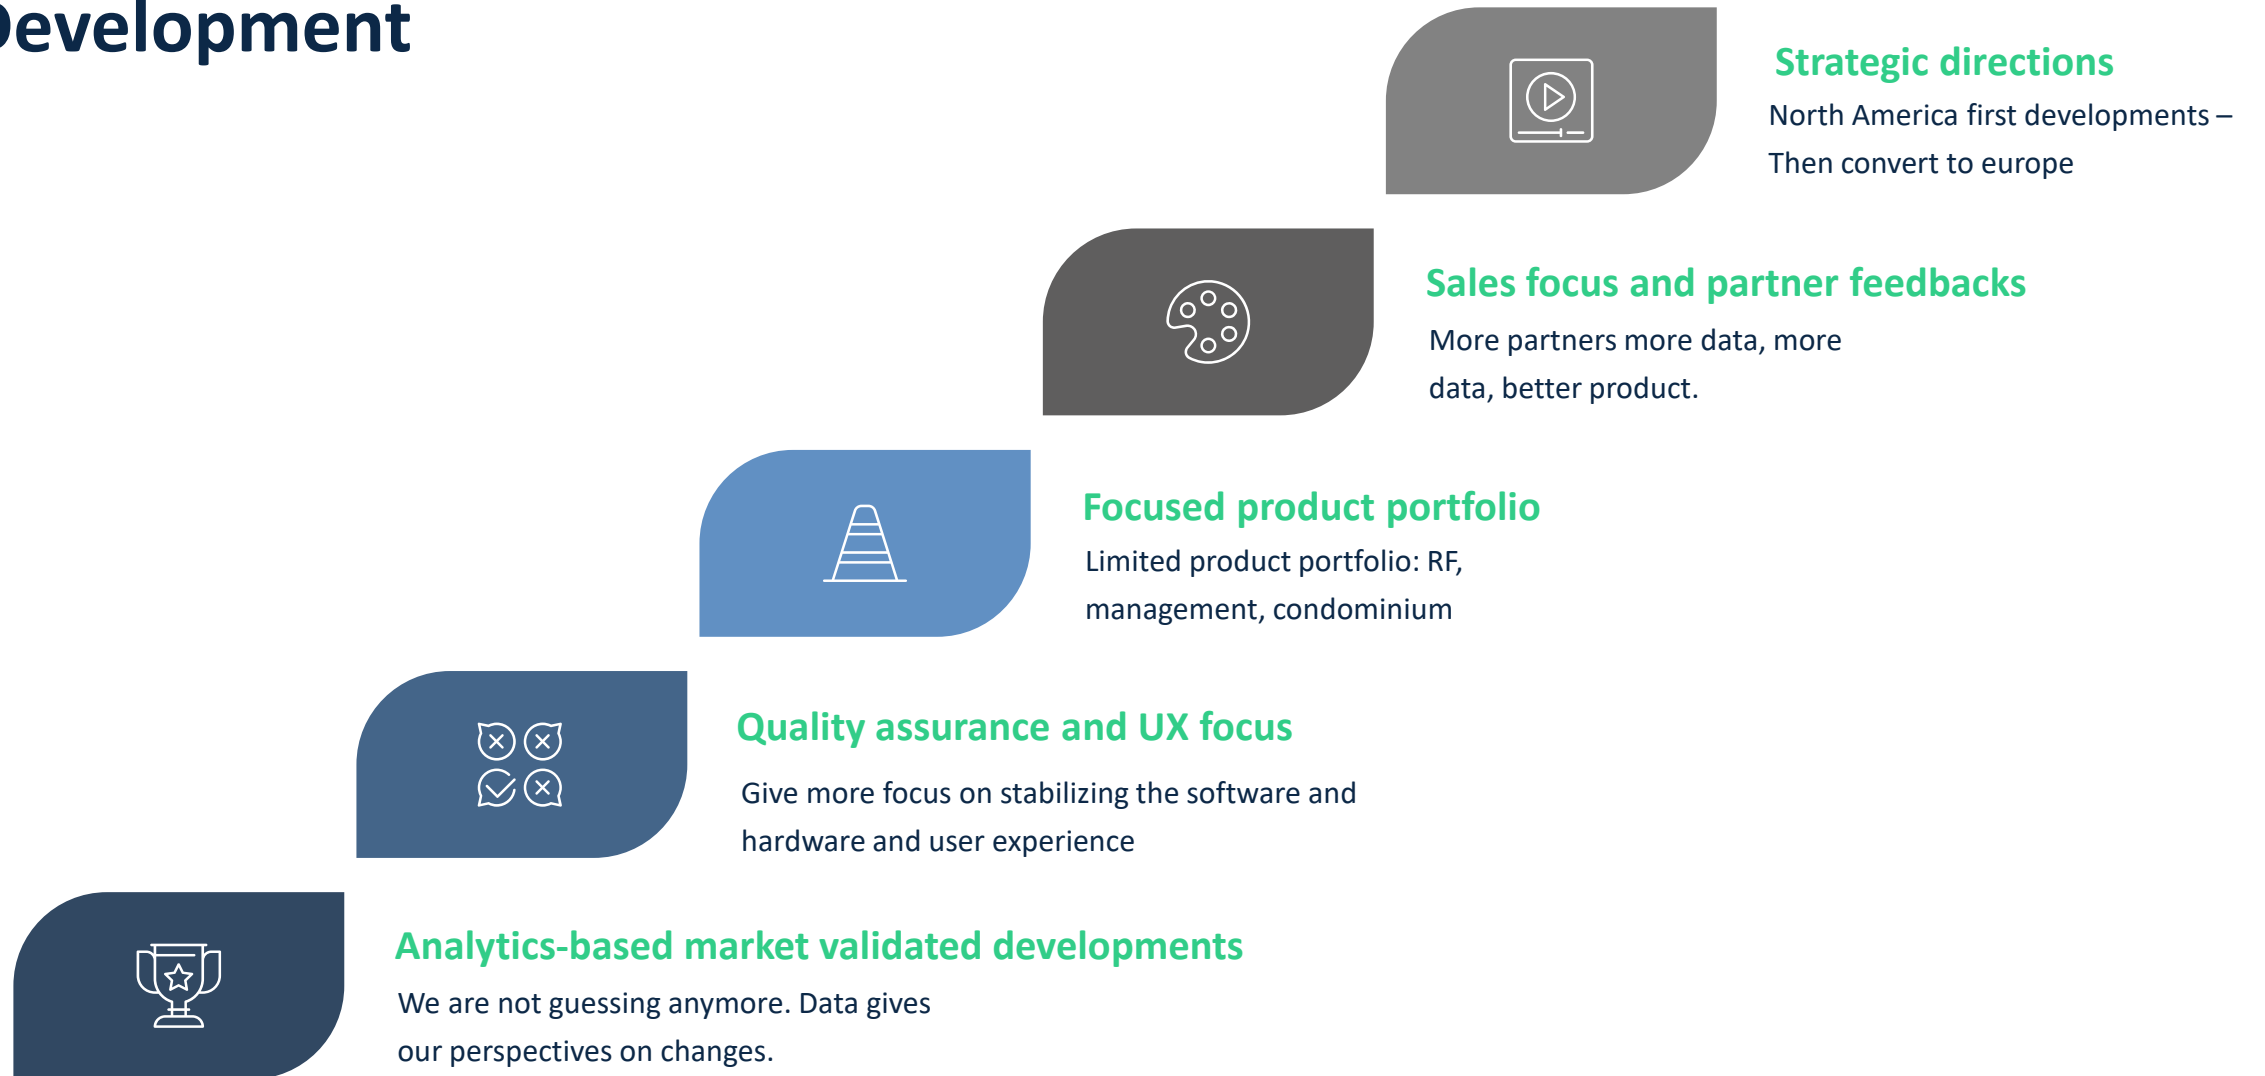 Development
Strategic directions
North America first developments –
Then convert to europe
Sales focus and partner feedbacks
More partners more data, more
data, better product.
Focused product portfolio
Limited product portfolio: RF,
management, condominium
Quality assurance and UX focus
Give more focus on stabilizing the software and
hardware and user experience
Analytics-based market validated developments
We are not guessing anymore. Data gives
our perspectives on changes.